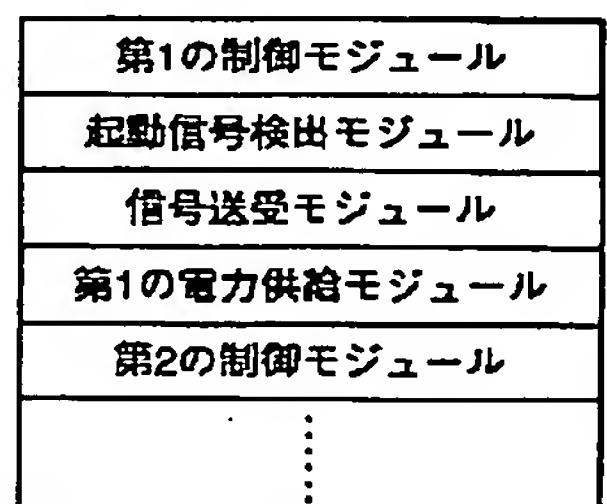 第1の制御モジュール
起動信号検出モジュール
信号送受モジュール
第1の電力供給モジュール
第2の制御モジュール